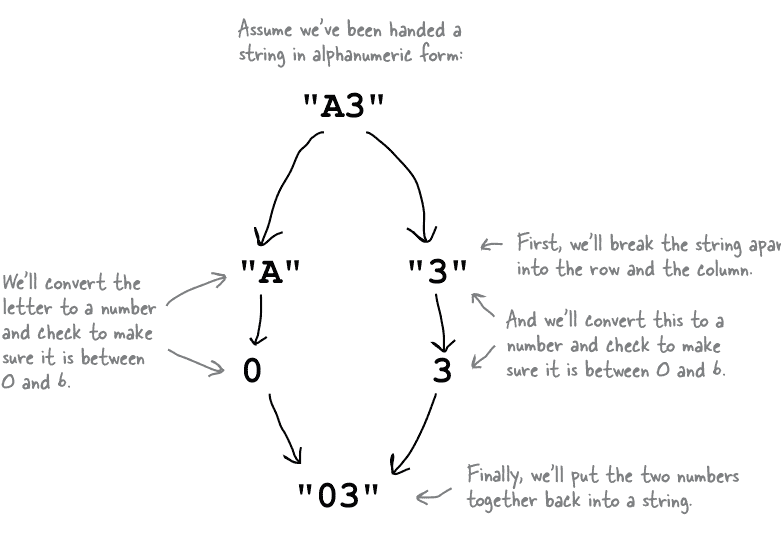 Assume we've been handed a
string in alphanumeric form:
"A3"
"A"
"3"
First, we'll break the string apar
into the row and the column.
We'll convert the
letter to a number
and check to make
sure it is between
0 and 6.
And we'll convert this to a
number and check to make
sure it is between 0 and 6.
0
3
"03"
Finally, we'll put the two numbers
together back into a string.